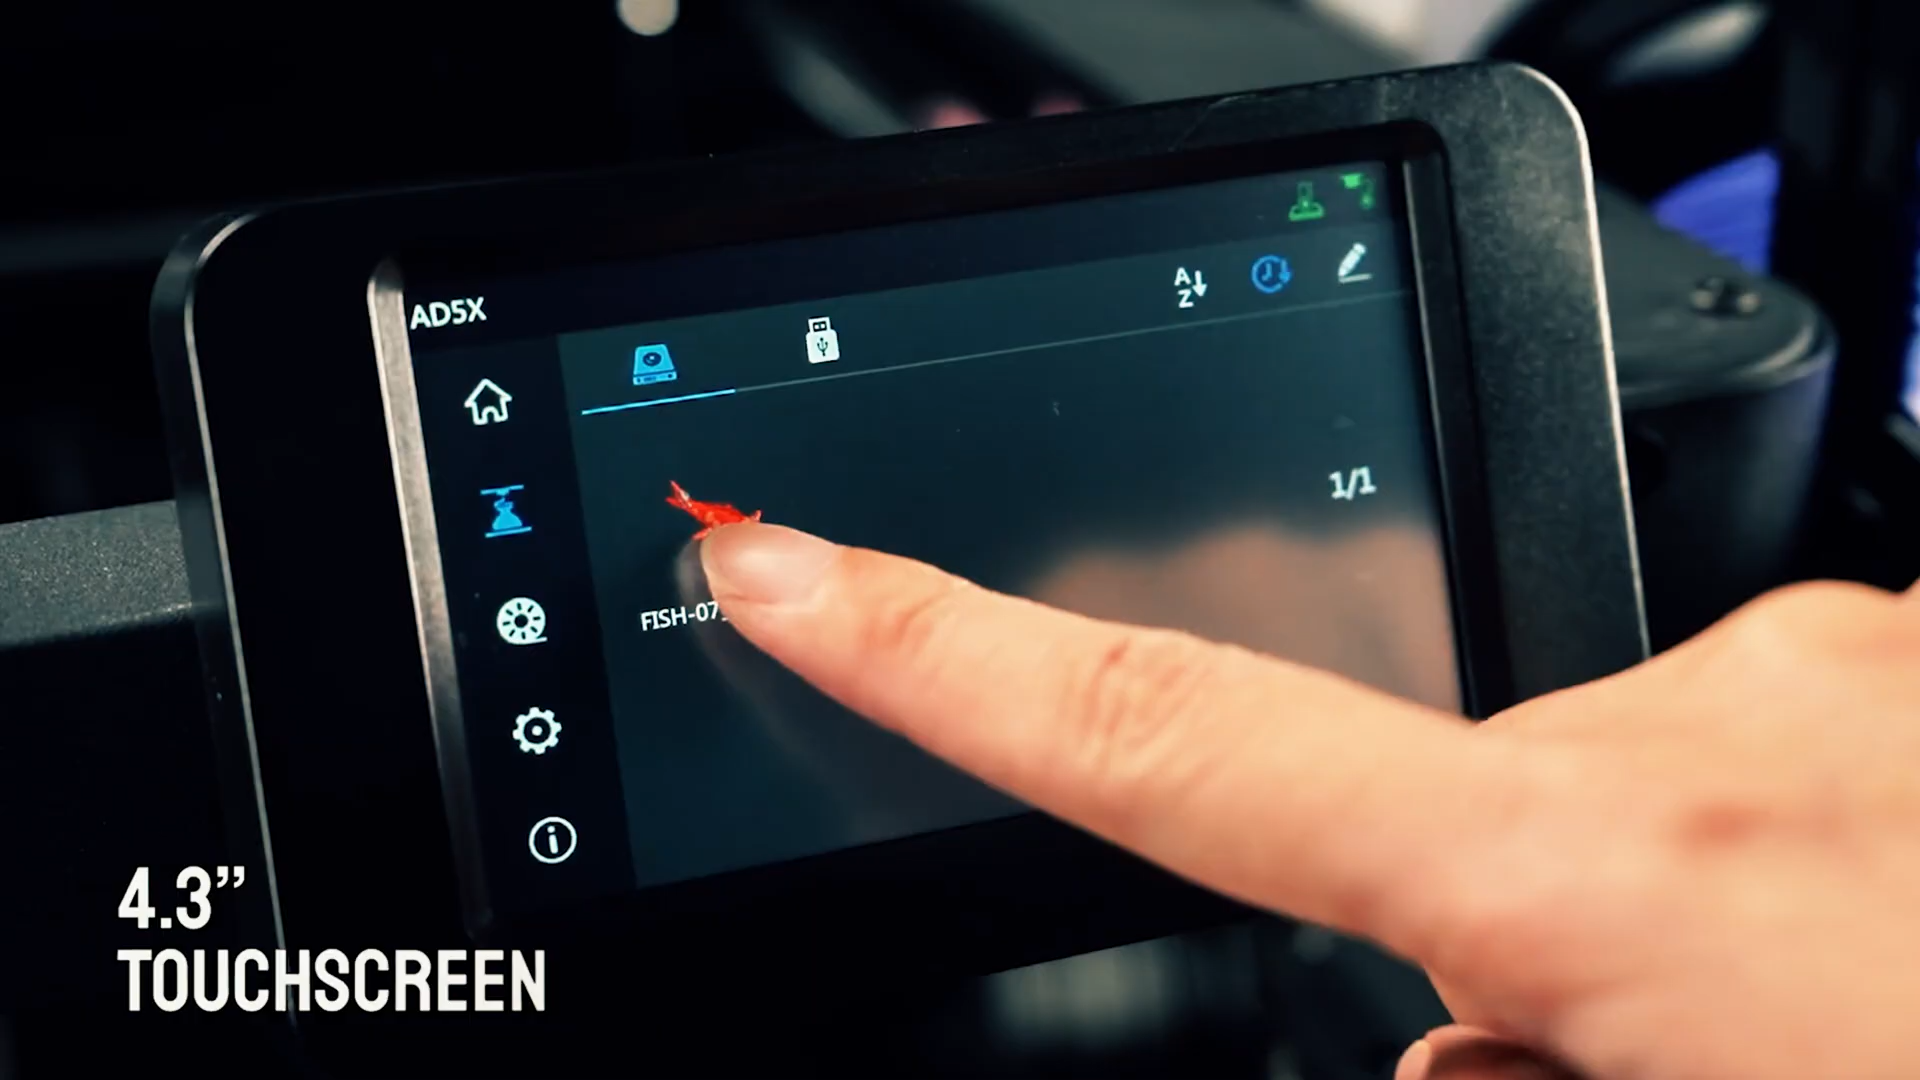 AD5X
A
Z
1/1
FISH-07
4.3”
TOUCHSCREEN